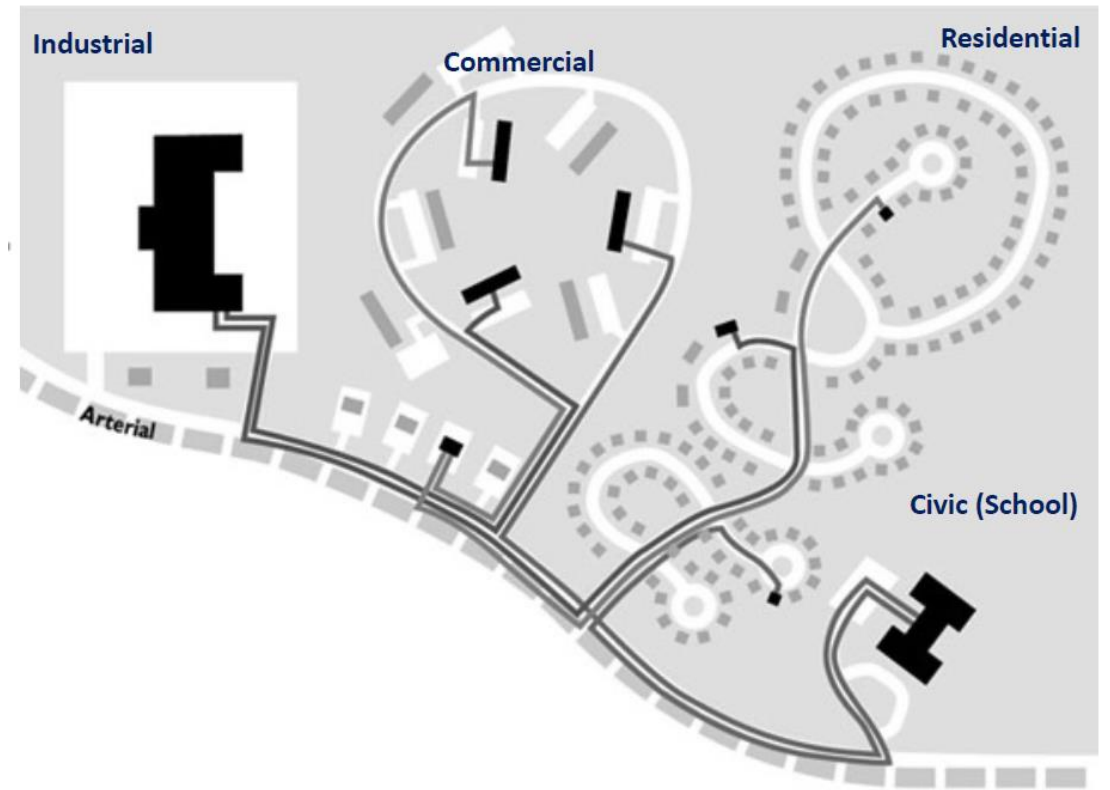 Industrial
Commercial
Residential
Arterial
Civic (School)